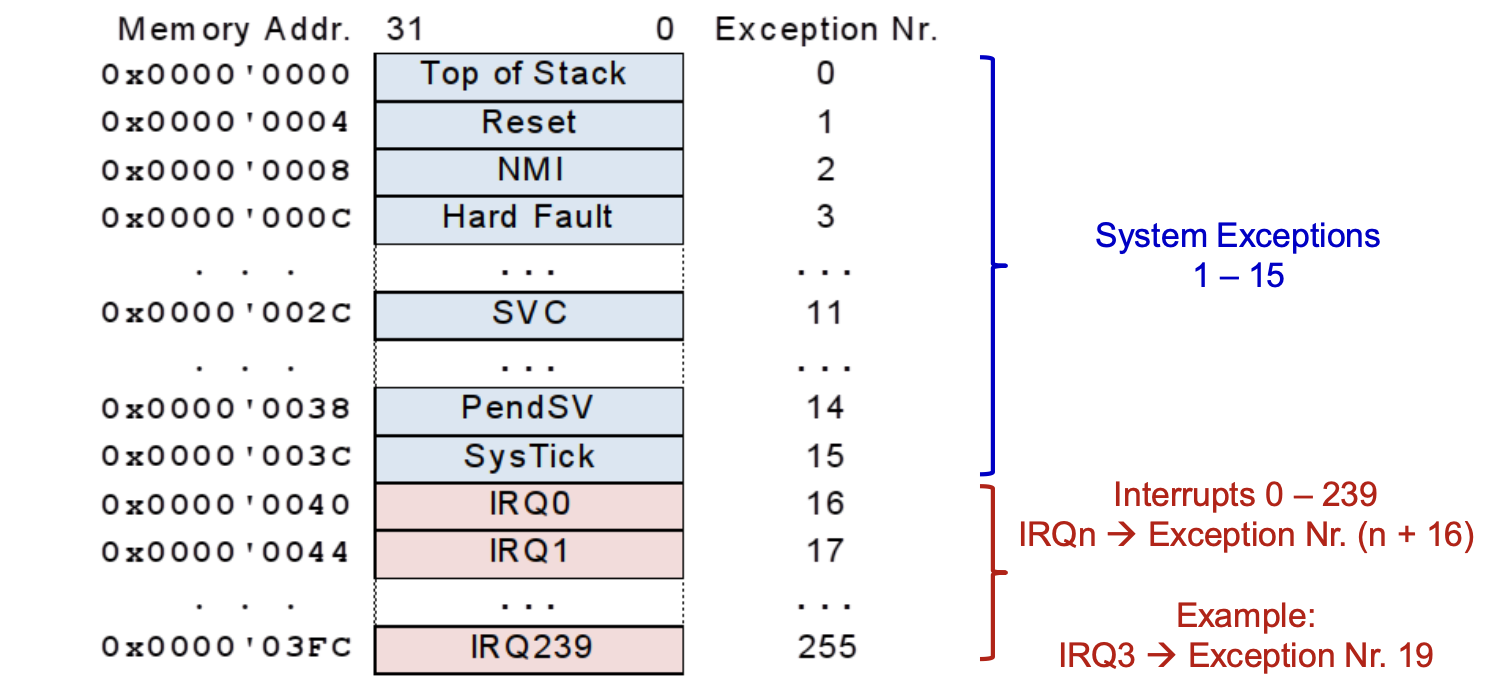 Memory Addr. 31 0 Exception Nr.
0x0000'0000 Top of Stack 0
0x0000'0004 Reset 1
0x0000'0008 NMI 2
0x0000'000C Hard Fault 3
. . . ... ...
0x0000'002C SVC 11
. . . ... ...
0x0000'0038 PendSV 14
0x0000'003C SysTick 15
0x0000'0040 IRQ0 16
0x0000'0044 IRQ1 17
. . . ... ...
0x0000'03FC IRQ239 255
System Exceptions
1 – 15
Interrupts 0 – 239
IRQn → Exception Nr. (n + 16)
Example:
IRQ3 → Exception Nr. 19